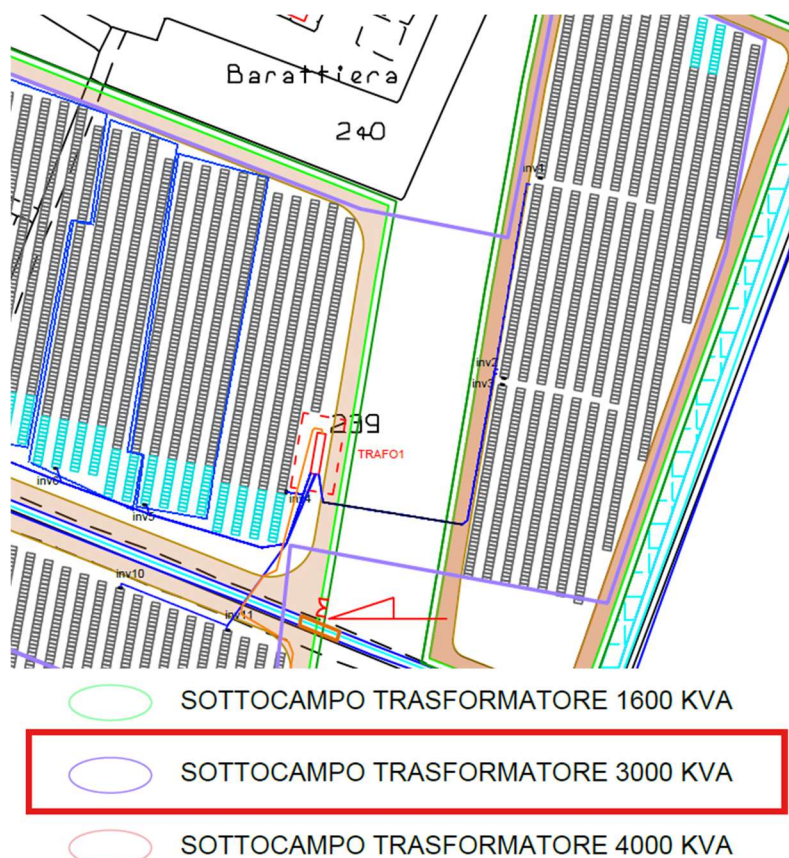 Barattiera
240
inv1
inv2
inv3
239
TRAFO1
inv4
inv6
inv5
inv10
inv11
SOTTOCAMPO TRASFORMATORE 1600 KVA
SOTTOCAMPO TRASFORMATORE 3000 KVA
SOTTOCAMPO TRASFORMATORE 4000 KVA